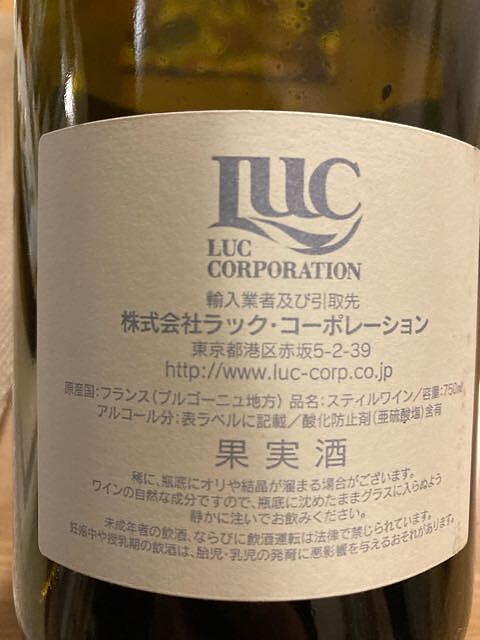 LUC
LUC
CORPORATION
輸入業者及び引取先
株式会社ラック・コーポレーション
東京都港区赤坂5-2-39
http://www.luc-corp.co.jp
原産国:フランス(ブルゴーニュ地方) 品名:スティルワイン/容量:750ml
アルコール分:表ラベルに記載/酸化防止剤(亜硫酸塩)含有
果実酒
稀に、瓶底にオリや結晶が溜まる場合がございます。
ワインの自然な成分ですので、瓶底に沈めたままグラスに入らぬよう
静かに注いでお飲みください。
未成年者の飲酒、ならびに飲酒運転は法律で禁じられています。
妊娠中や授乳期の飲酒は、胎児・乳児の発育に悪影響を与えるおそれがあります。